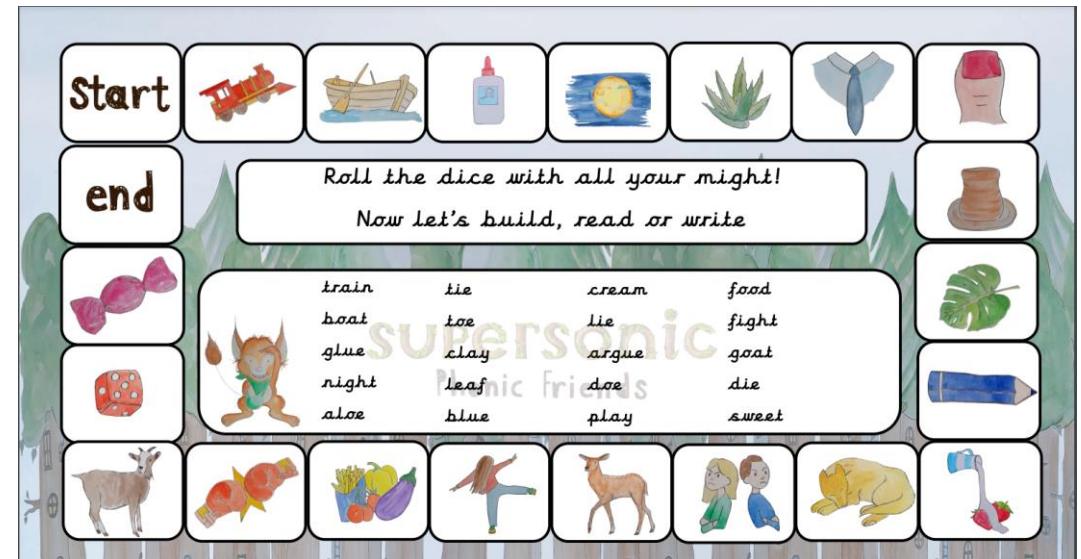 Start
end
Roll the dice with all your might!
Now let's build, read or write
train tie cream food
boat toe lie fight
glue clay argue goat
night leaf doe die
aloe blue play sweet
supersonic
Phonic Friends